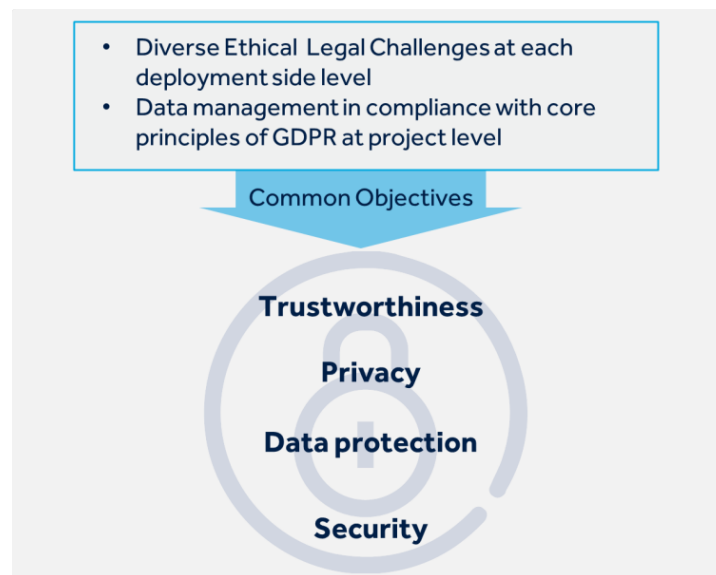 • Diverse Ethical Legal Challenges at each
deployment side level
• Data management in compliance with core
principles of GDPR at project level
Common Objectives
Trustworthiness
Privacy
Data protection
Security